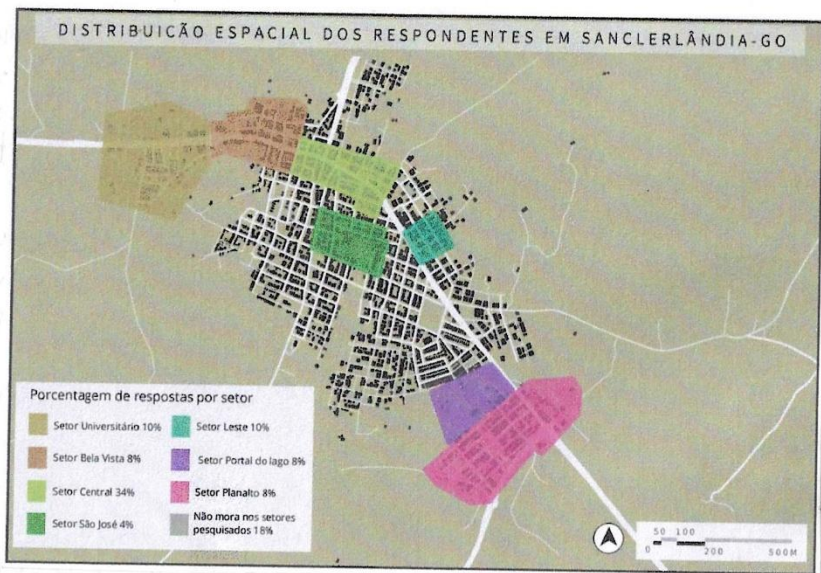 DISTRIBUICÃO ESPACIAL DOS RESPONDENTES EM SANCLERLÂNDIA-GO
Porcentagem de respostas por setor
Setor Universitário 10%
Setor Leste 10%
Setor Bela Vista 8%
Setor Portal do lago 8%
Setor Central 34%
Setor Planalto 8%
Setor São José 4%
Não mora nos setores
pesquisados 18%
50 100
0 200 500M